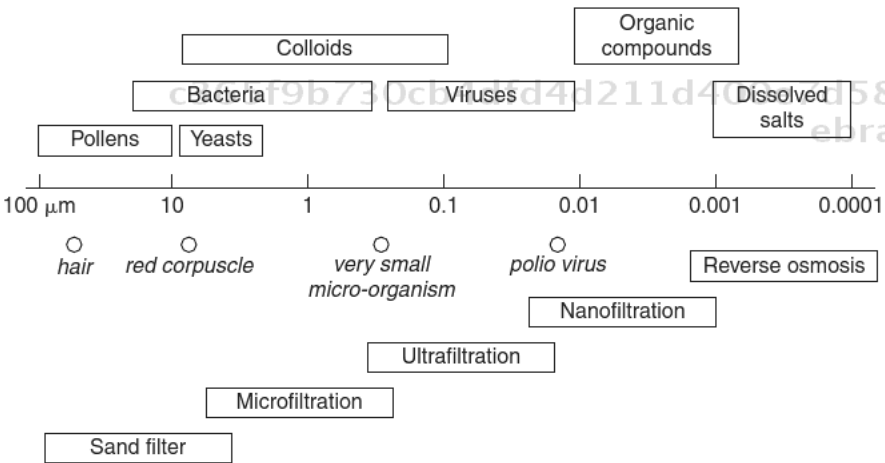 Organic
compounds
Colloids
Bacteria
Viruses
Dissolved
salts
Pollens
Yeasts
100 μm
10
1
0.1
0.01
0.001
0.0001
hair
red corpuscle
very small
micro-organism
polio virus
Reverse osmosis
Nanofiltration
Ultrafiltration
Microfiltration
Sand filter
ebra